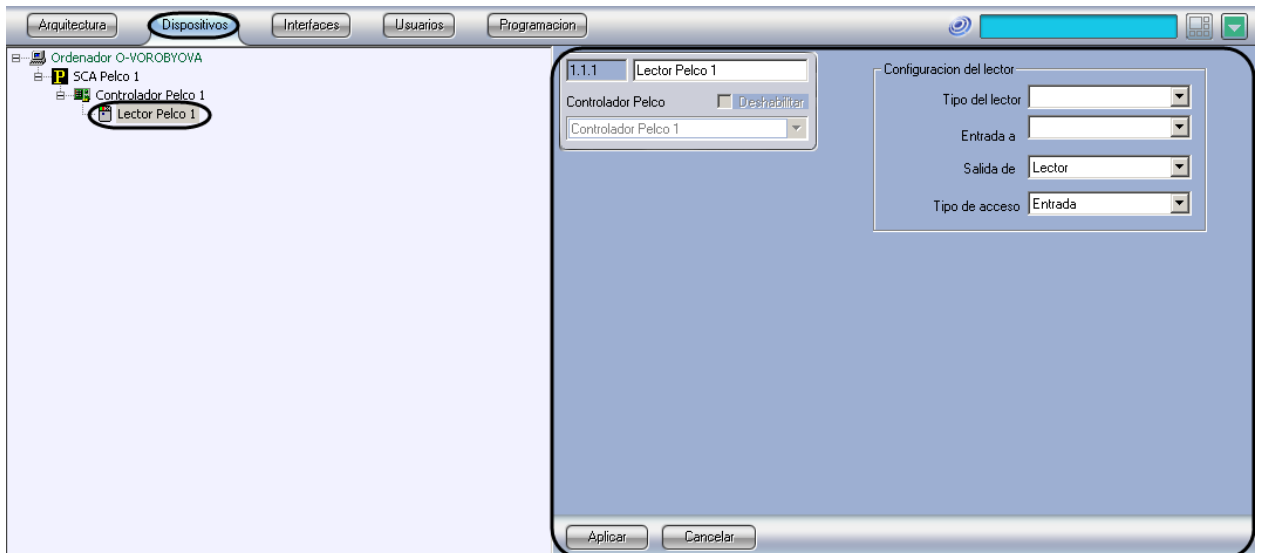 Arquitectura Dispositivos Interfaces Usuarios Programacion
Ordenador O-VOROBYOVA
P SCA Pelco 1
Controlador Pelco 1
Lector Pelco 1
1.1.1 Lector Pelco 1
Controlador Pelco Deshabilitar
Controlador Pelco 1
Configuracion del lector
Tipo del lector
Entrada a
Salida de Lector
Tipo de acceso Entrada
Aplicar Cancelar